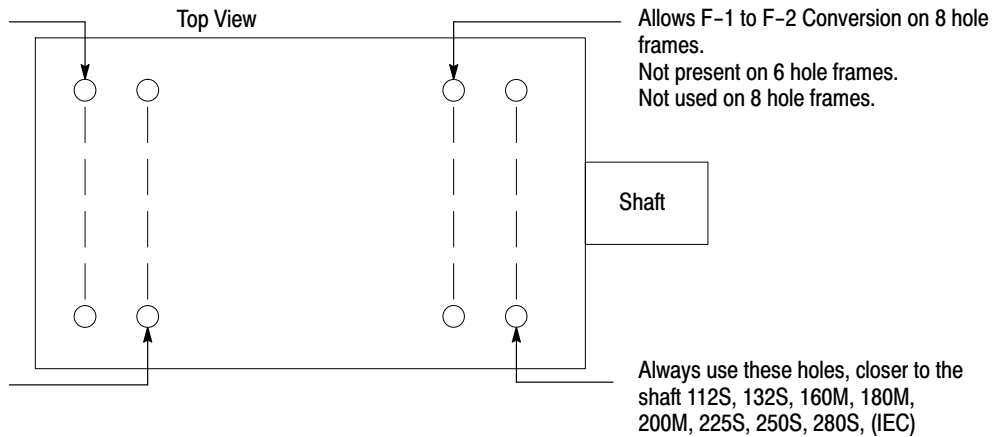 Top View
Allows F-1 to F-2 Conversion on 8 hole
frames.
Not present on 6 hole frames.
Not used on 8 hole frames.
Shaft
Always use these holes, closer to the
shaft 112S, 132S, 160M, 180M,
200M, 225S, 250S, 280S, (IEC)